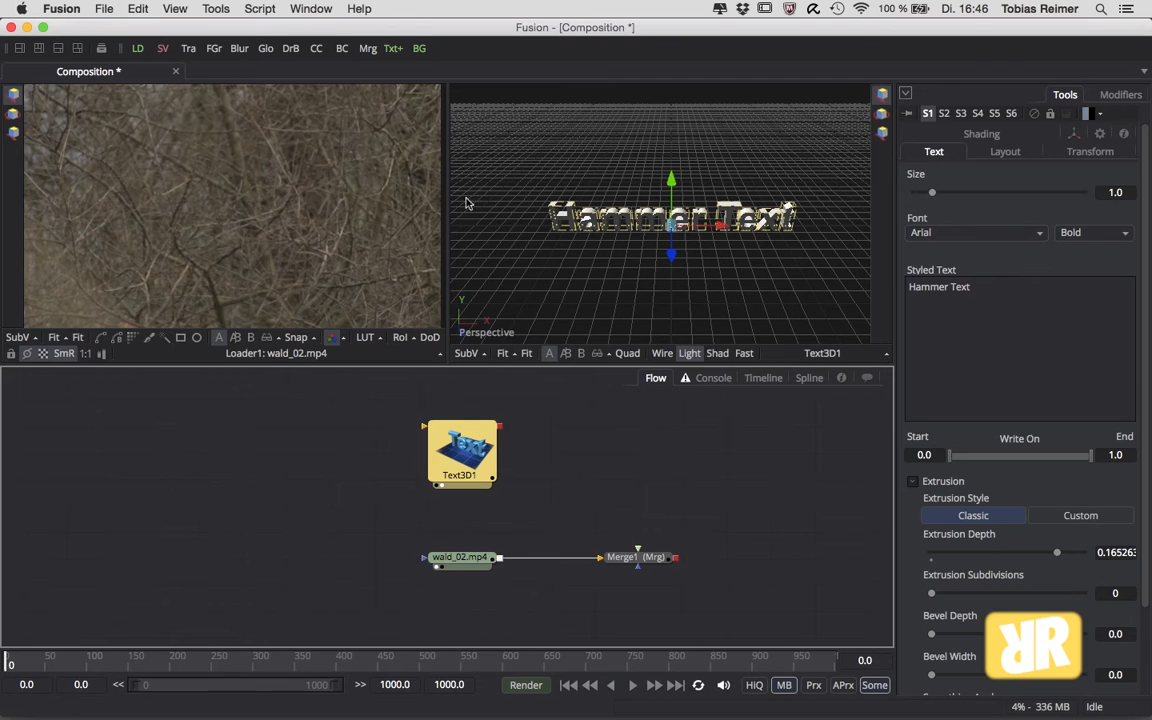 Fusion File Edit View Tools Script Window Help 100 % Di. 16:46 Tobias Reimer
Fusion - [Composition *]
LD SV Tra FGr Blur Glo DrB CC BC Mrg Txt+ BG
Composition *
Tools Modifiers
S1 S2 S3 S4 S5 S6
Shading
Text Layout Transform
Size
1.0
Font
Arial Bold
Styled Text
Hammer Text
Hammer Text
Y
X
Perspective
SubV Fit Fit A B Snap LUT RoI DoD
SmR 1:1 Loader1: wald_02.mp4
SubV Fit Fit A B Quad Wire Light Shad Fast Text3D1
Flow Console Timeline Spline
Text
Text3D1
wald_02.mp4
Merge1 (Mrg)
Start Write On End
0.0 1.0
Extrusion
Extrusion Style
Classic Custom
Extrusion Depth
0.165263
Extrusion Subdivisions
0
Bevel Depth
0.0
Bevel Width
0.0
RR
0 50 100 150 200 250 300 350 400 450 500 550 600 650 700 750 800 850 900 950 0.0
0.0 0.0 << 0 1000 >> 1000.0 1000.0 Render HiQ MB Prx APrx Some
4% - 336 MB Idle